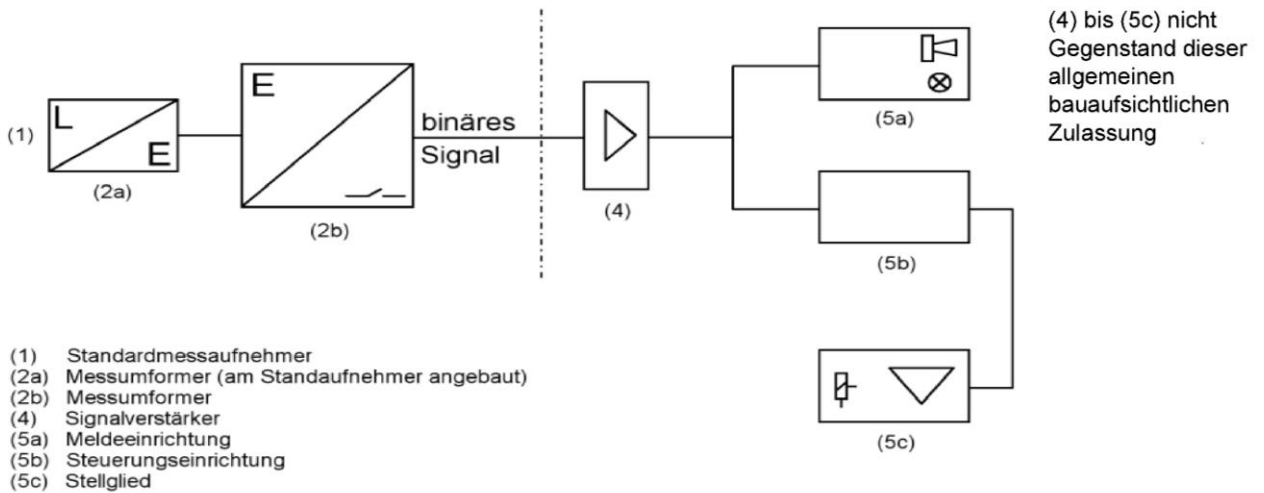 (4) bis (5c) nicht
Gegenstand dieser
allgemeinen
bauaufsichtlichen
Zulassung
(1)
L
E
(2a)
E
(2b)
binäres
Signal
(4)
(5a)
(5b)
(5c)
(1) Standardmessaufnehmer
(2a) Messumformer (am Standaufnehmer angebaut)
(2b) Messumformer
(4) Signalverstärker
(5a) Meldeeinrichtung
(5b) Steuerungseinrichtung
(5c) Stellglied